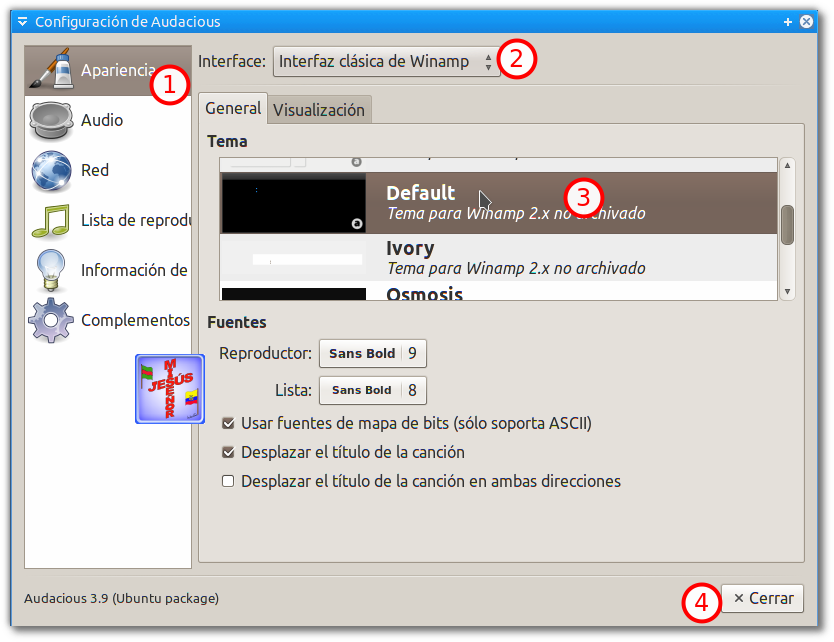 Configuración de Audacious
Apariencia
1
Interface: Interfaz clásica de Winamp
2
Audio
Red
Lista de reprodu
Información de
Complementos
General Visualización
Tema
a
Default
Tema para Winamp 2.x no archivado
3
a
Ivory
Tema para Winamp 2.x no archivado
Osmosis
Fuentes
Reproductor: Sans Bold 9
Lista: Sans Bold 8
JESÚS
MI SEÑOR
Usar fuentes de mapa de bits (sólo soporta ASCII)
Desplazar el título de la canción
Desplazar el título de la canción en ambas direcciones
Audacious 3.9 (Ubuntu package)
4
Cerrar